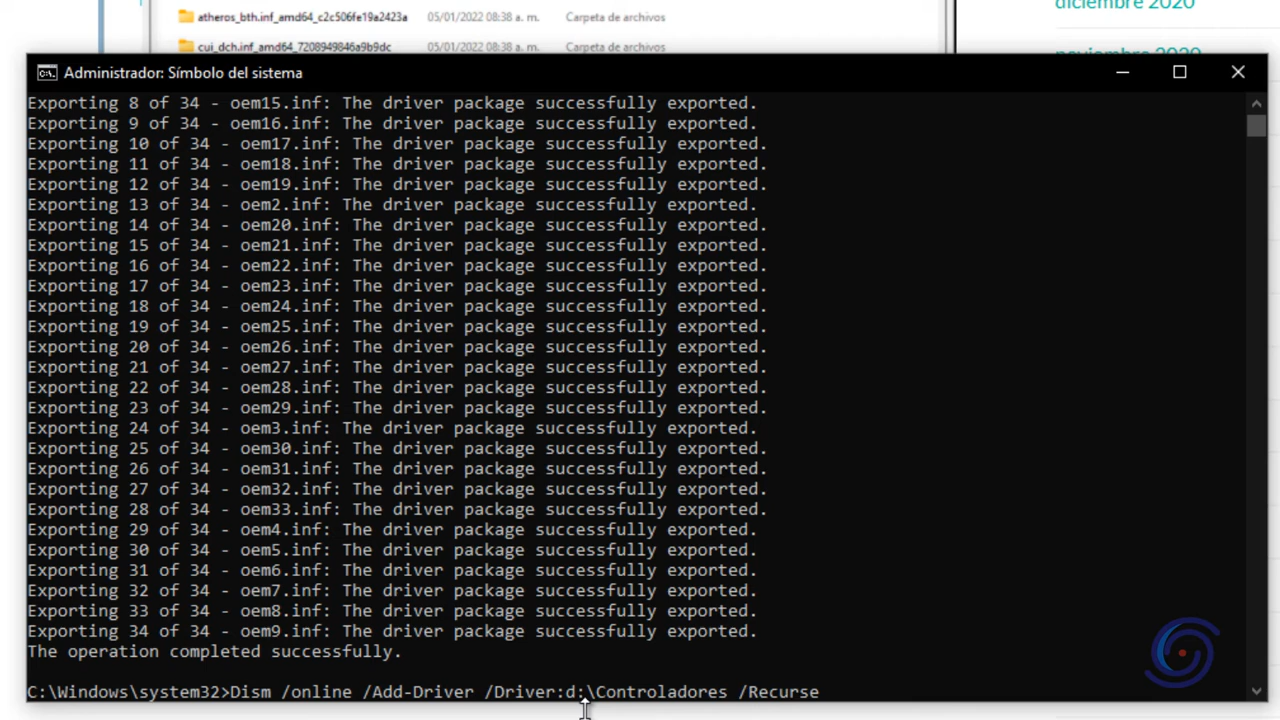 atheros_bth.inf_amd64_c2c506fe19a2423a 05/01/2022 08:38 a. m. Carpeta de archivos
diciembre 2020
cui_dch.inf_amd64_7208949846a9b9dc 05/01/2022 08:38 a. m. Carpeta de archivos
noviembre 2020
Administrador: Símbolo del sistema
Exporting 8 of 34 - oem15.inf: The driver package successfully exported.
Exporting 9 of 34 - oem16.inf: The driver package successfully exported.
Exporting 10 of 34 - oem17.inf: The driver package successfully exported.
Exporting 11 of 34 - oem18.inf: The driver package successfully exported.
Exporting 12 of 34 - oem19.inf: The driver package successfully exported.
Exporting 13 of 34 - oem2.inf: The driver package successfully exported.
Exporting 14 of 34 - oem20.inf: The driver package successfully exported.
Exporting 15 of 34 - oem21.inf: The driver package successfully exported.
Exporting 16 of 34 - oem22.inf: The driver package successfully exported.
Exporting 17 of 34 - oem23.inf: The driver package successfully exported.
Exporting 18 of 34 - oem24.inf: The driver package successfully exported.
Exporting 19 of 34 - oem25.inf: The driver package successfully exported.
Exporting 20 of 34 - oem26.inf: The driver package successfully exported.
Exporting 21 of 34 - oem27.inf: The driver package successfully exported.
Exporting 22 of 34 - oem28.inf: The driver package successfully exported.
Exporting 23 of 34 - oem29.inf: The driver package successfully exported.
Exporting 24 of 34 - oem3.inf: The driver package successfully exported.
Exporting 25 of 34 - oem30.inf: The driver package successfully exported.
Exporting 26 of 34 - oem31.inf: The driver package successfully exported.
Exporting 27 of 34 - oem32.inf: The driver package successfully exported.
Exporting 28 of 34 - oem33.inf: The driver package successfully exported.
Exporting 29 of 34 - oem4.inf: The driver package successfully exported.
Exporting 30 of 34 - oem5.inf: The driver package successfully exported.
Exporting 31 of 34 - oem6.inf: The driver package successfully exported.
Exporting 32 of 34 - oem7.inf: The driver package successfully exported.
Exporting 33 of 34 - oem8.inf: The driver package successfully exported.
Exporting 34 of 34 - oem9.inf: The driver package successfully exported.
The operation completed successfully.
C:\Windows\system32>Dism /online /Add-Driver /Driver:d:\Controladores /Recurse